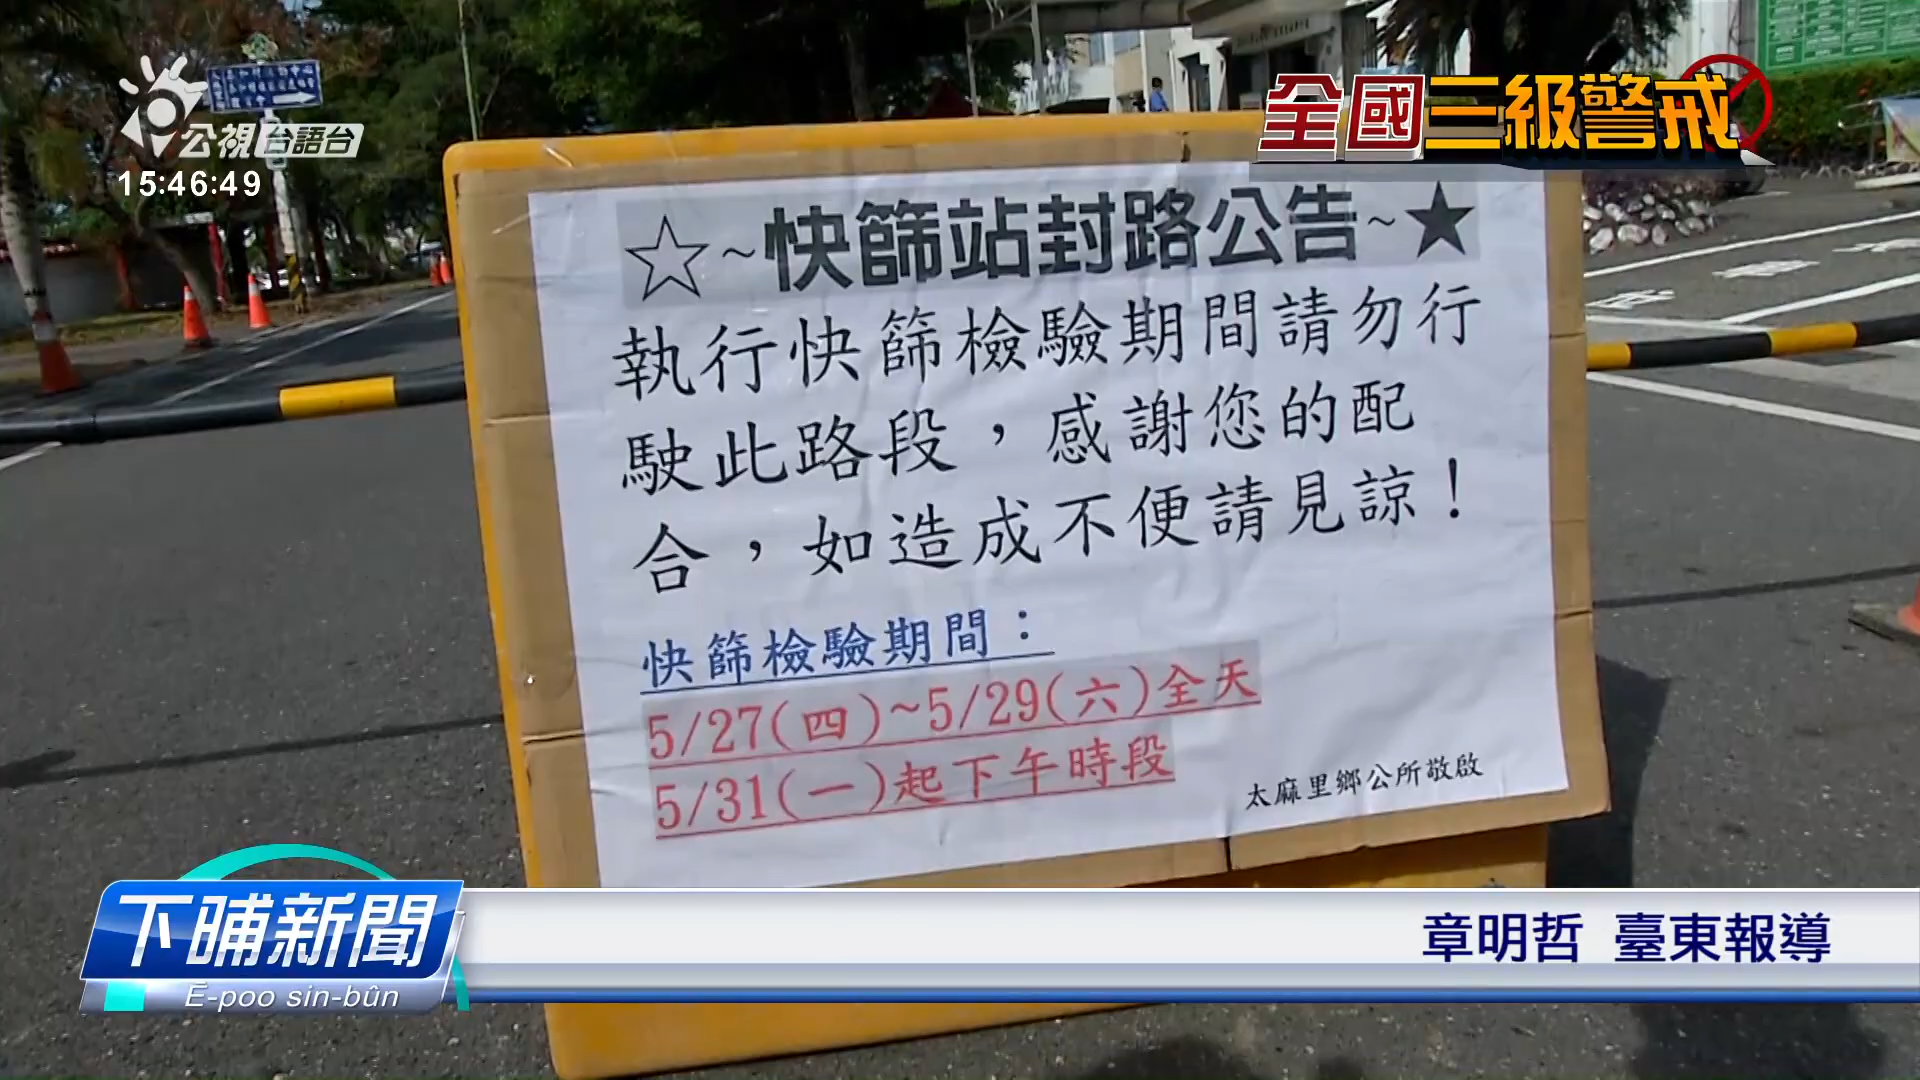 公視台語台
15:46:49
全國三級警戒
☆~快篩站封路公告~★
執行快篩檢驗期間請勿行
駛此路段，感謝您的配
合，如造成不便請見諒！
快篩檢驗期間：
5/27(四)~5/29(六)全天
5/31(一)起下午時段
太麻里鄉公所敬啟
下晡新聞
Ē-poo sin-bûn
章明哲 臺東報導